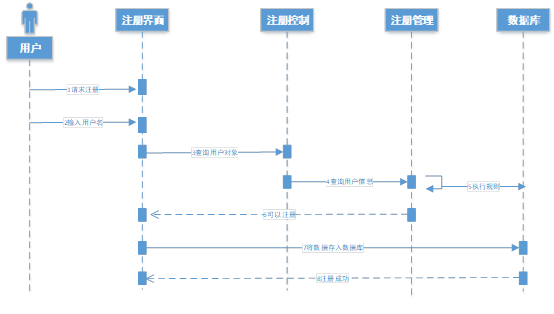 用户
注册界面
注册控制
注册管理
数据库
1请求注册
2输入用户名
3查询用户对象
4查询用户信息
5执行规则
6可以注册
7将数据存入数据库
8注册成功